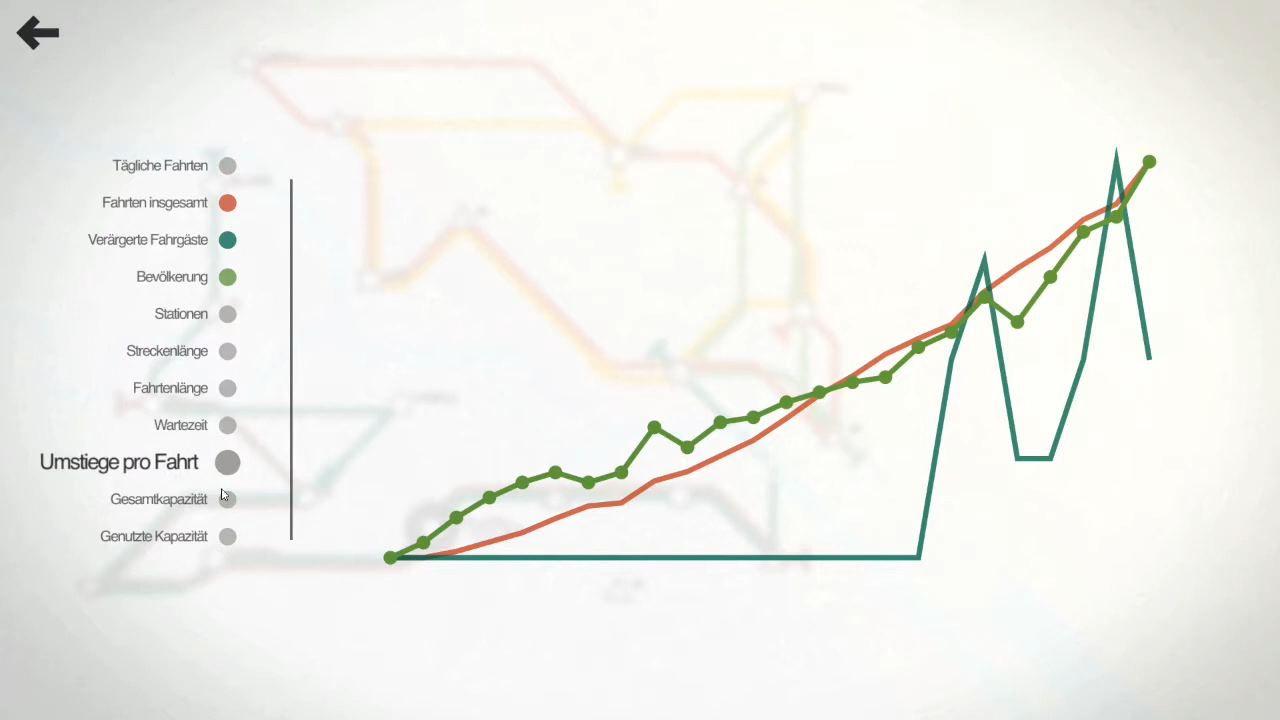 Tägliche Fahrten
Fahrten insgesamt
Verärgerte Fahrgäste
Bevölkerung
Stationen
Streckenlänge
Fahrtenlänge
Wartezeit
Umstiege pro Fahrt
Gesamtkapazität
Genutzte Kapazität